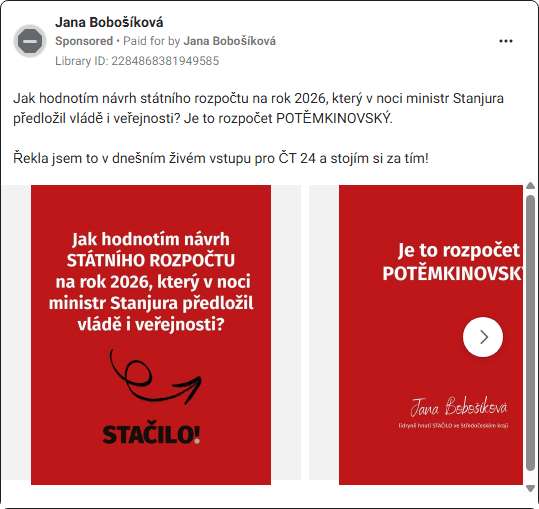 Jana Bobošíková
Sponsored • Paid for by Jana Bobošíková
Library ID: 2284868381949585
Jak hodnotím návrh státního rozpočtu na rok 2026, který v noci ministr Stanjura
předložil vládě i veřejnosti? Je to rozpočet POTĚMKINOVSKÝ.
Řekla jsem to v dnešním živém vstupu pro ČT 24 a stojím si za tím!
Jak hodnotím návrh
STÁTNÍHO ROZPOČTU
na rok 2026, který v noci
ministr Stanjura předložil
vládě i veřejnosti?
STAČILO!
Je to rozpočet
POTĚMKINOVSK
Jana Bobošíková
lídryně hnutí STAČILO ve Středočeském kraji